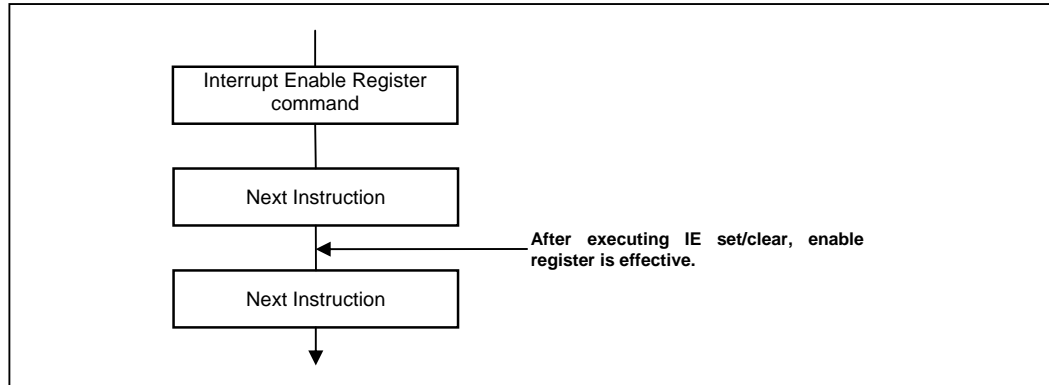 Interrupt Enable Register
command
Next Instruction
After executing IE set/clear, enable
register is effective.
Next Instruction